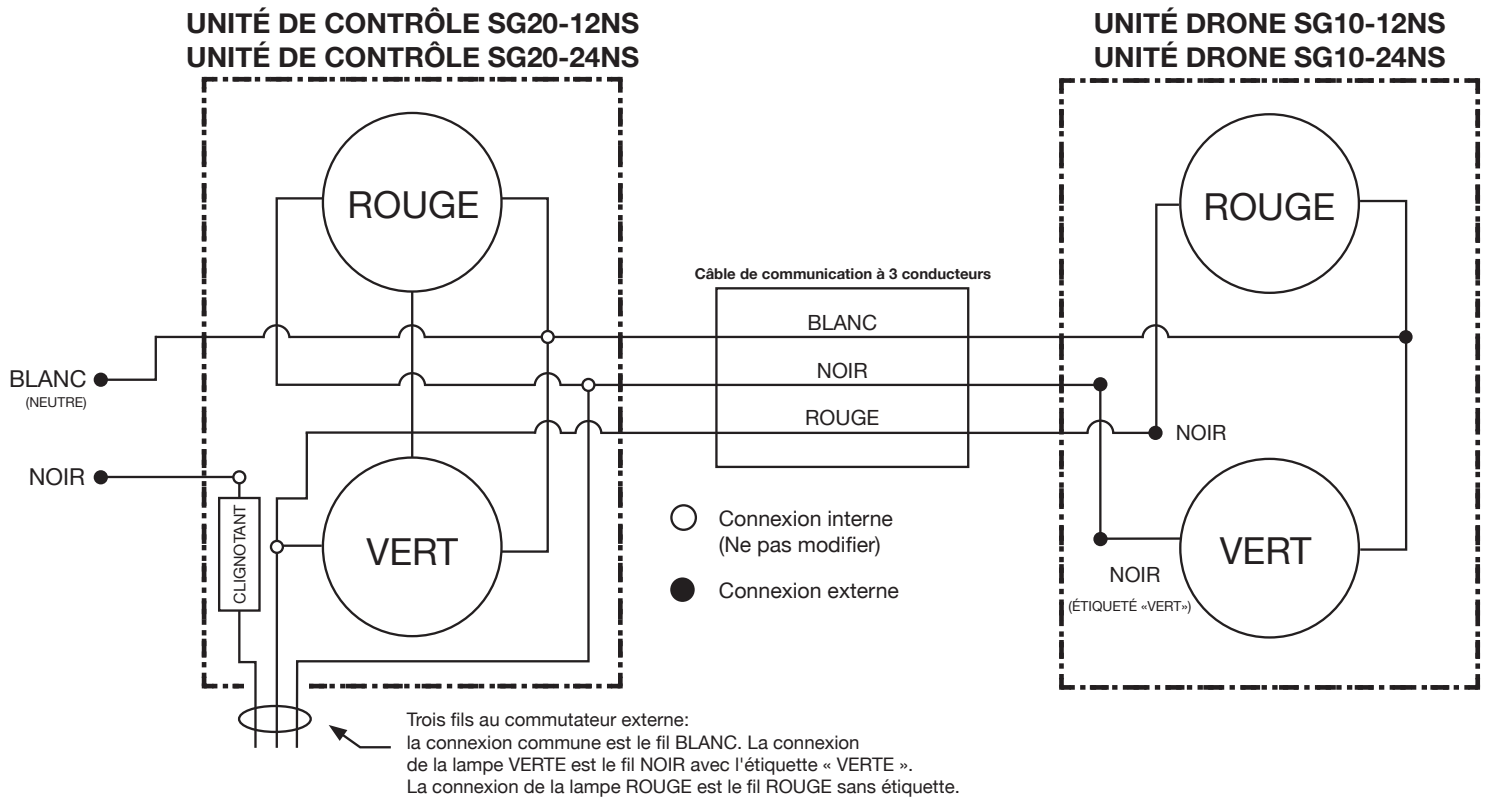 UNITÉ DE CONTRÔLE SG20-12NS
UNITÉ DE CONTRÔLE SG20-24NS
UNITÉ DRONE SG10-12NS
UNITÉ DRONE SG10-24NS
ROUGE
ROUGE
Câble de communication à 3 conducteurs
BLANC
BLANC
(NEUTRE)
NOIR
ROUGE
NOIR
NOIR
CLIGNOTANT
VERT
Connexion interne
(Ne pas modifier)
Connexion externe
VERT
NOIR
(ÉTIQUETÉ «VERT»)
Trois fils au commutateur externe:
la connexion commune est le fil BLANC. La connexion
de la lampe VERTE est le fil NOIR avec l'étiquette « VERTE ».
La connexion de la lampe ROUGE est le fil ROUGE sans étiquette.